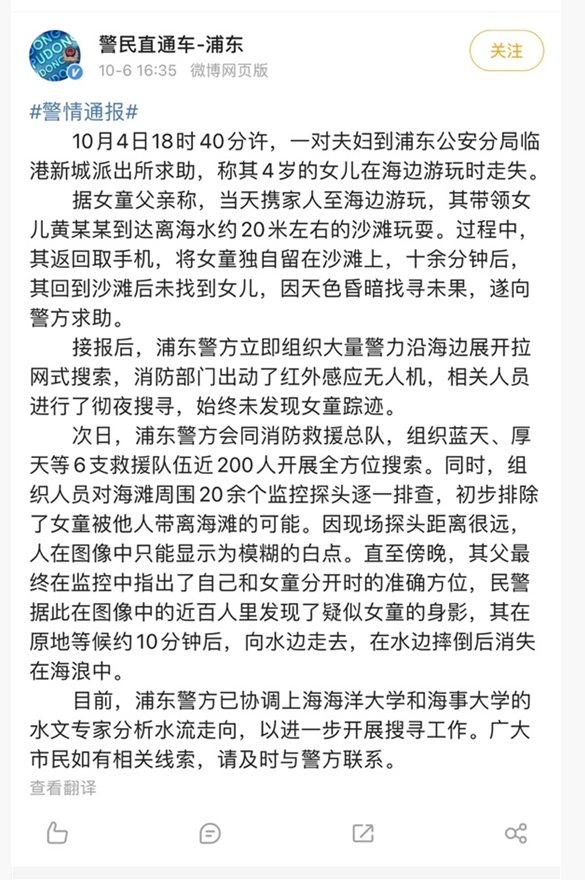 DONG
PUDONG
DONG
警民直通车-浦东
10-6 16:35 微博网页版
关注
#警情通报#
10月4日18时40分许，一对夫妇到浦东公安分局临
港新城派出所求助，称其4岁的女儿在海边游玩时走失。
据女童父亲称，当天携家人至海边游玩，其带领女
儿黄某某到达离海水约20米左右的沙滩玩耍。过程中，
其返回取手机，将女童独自留在沙滩上，十余分钟后，
其回到沙滩后未找到女儿，因天色昏暗找寻未果，遂向
警方求助。
接报后，浦东警方立即组织大量警力沿海边展开拉
网式搜索，消防部门出动了红外感应无人机，相关人员
进行了彻夜搜寻，始终未发现女童踪迹。
次日，浦东警方会同消防救援总队，组织蓝天、厚
天等6支救援队伍近200人开展全方位搜索。同时，组
织人员对海滩周围20余个监控探头逐一排查，初步排除
了女童被他人带离海滩的可能。因现场探头距离很远，
人在图像中只能显示为模糊的白点。直至傍晚，其父最
终在监控中指出了自己和女童分开时的准确方位，民警
据此在图像中的近百人里发现了疑似女童的身影，其在
原地等候约10分钟后，向水边走去，在水边摔倒后消失
在海浪中。
目前，浦东警方已协调上海海洋大学和海事大学的
水文专家分析水流走向，以进一步开展搜寻工作。广大
市民如有相关线索，请及时与警方联系。
查看翻译